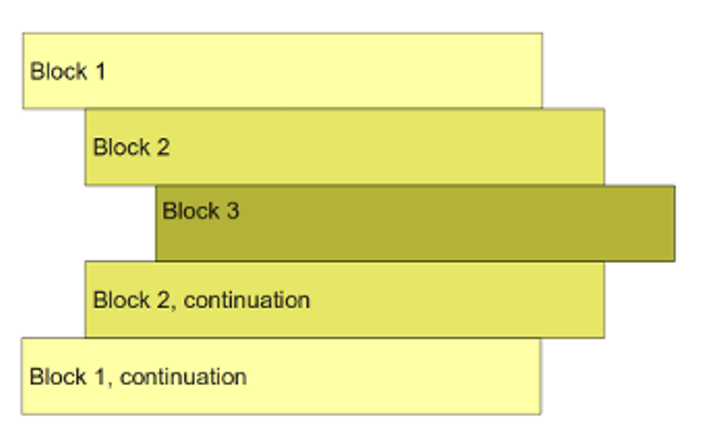 Block 1
Block 2
Block 3
Block 2, continuation
Block 1, continuation